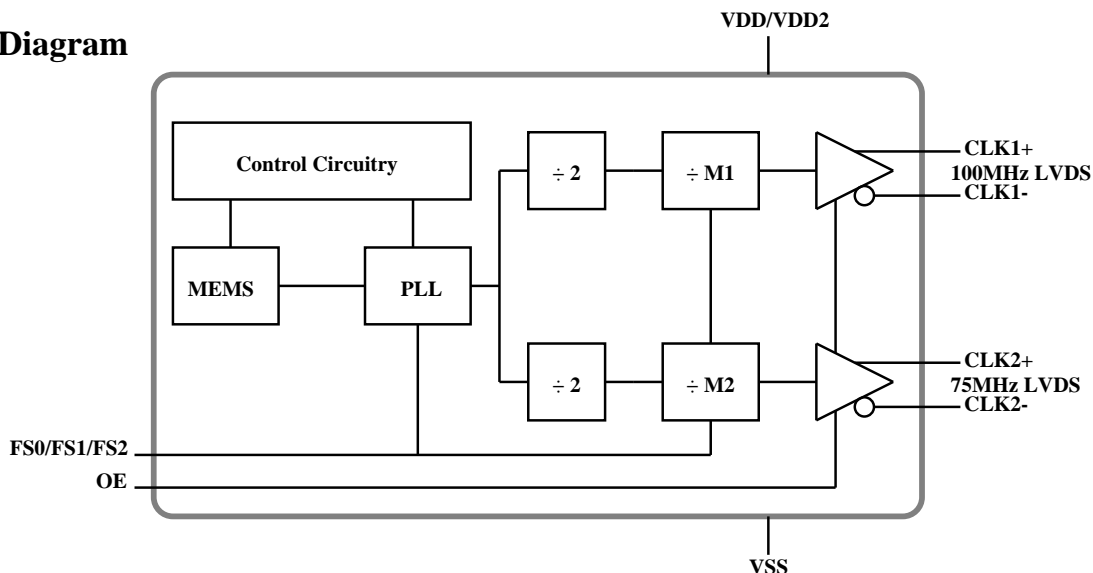 VDD/VDD2
Diagram
Control Circuitry
÷ 2
÷ M1
CLK1+
100MHz LVDS
CLK1-
MEMS
PLL
÷ 2
÷ M2
CLK2+
75MHz LVDS
CLK2-
FS0/FS1/FS2
OE
VSS